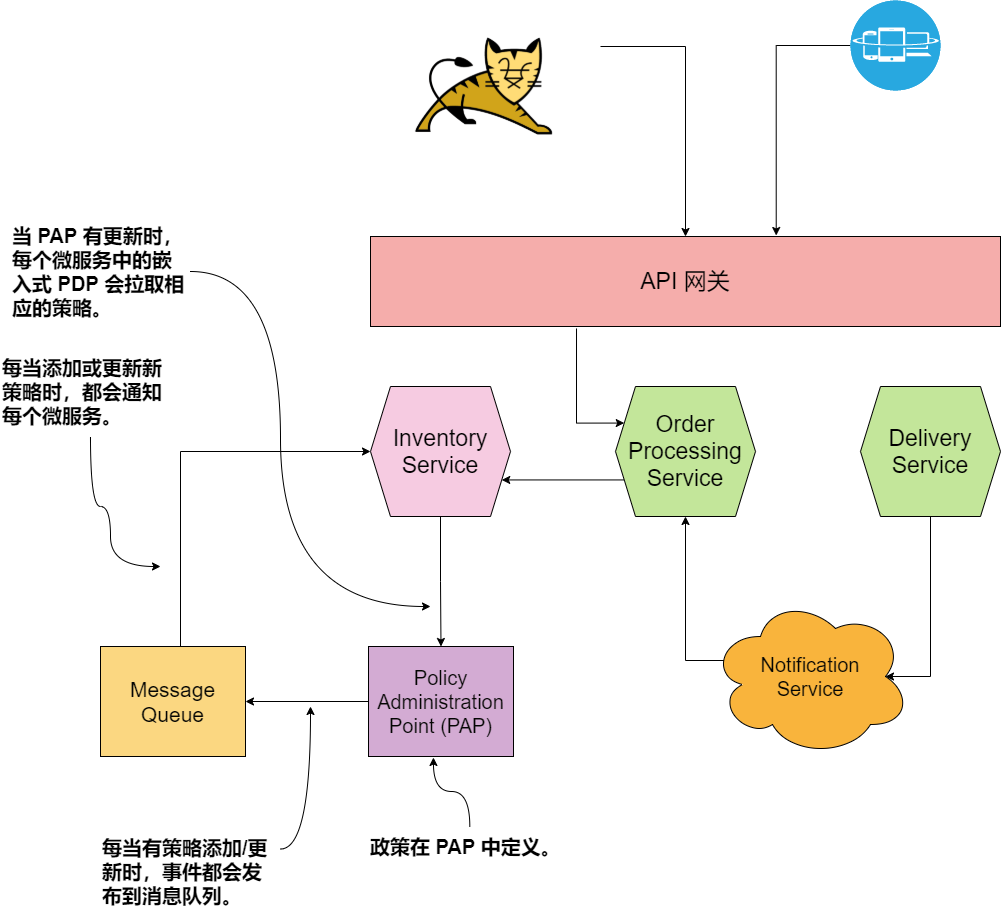 API 网关
当 PAP 有更新时，
每个微服务中的嵌
入式 PDP 会拉取相
应的策略。
每当添加或更新新
策略时，都会通知
每个微服务。
Inventory
Service
Order
Processing
Service
Delivery
Service
Message
Queue
Policy
Administration
Point (PAP)
Notification
Service
每当有策略添加/更
新时，事件都会发
布到消息队列。
政策在 PAP 中定义。